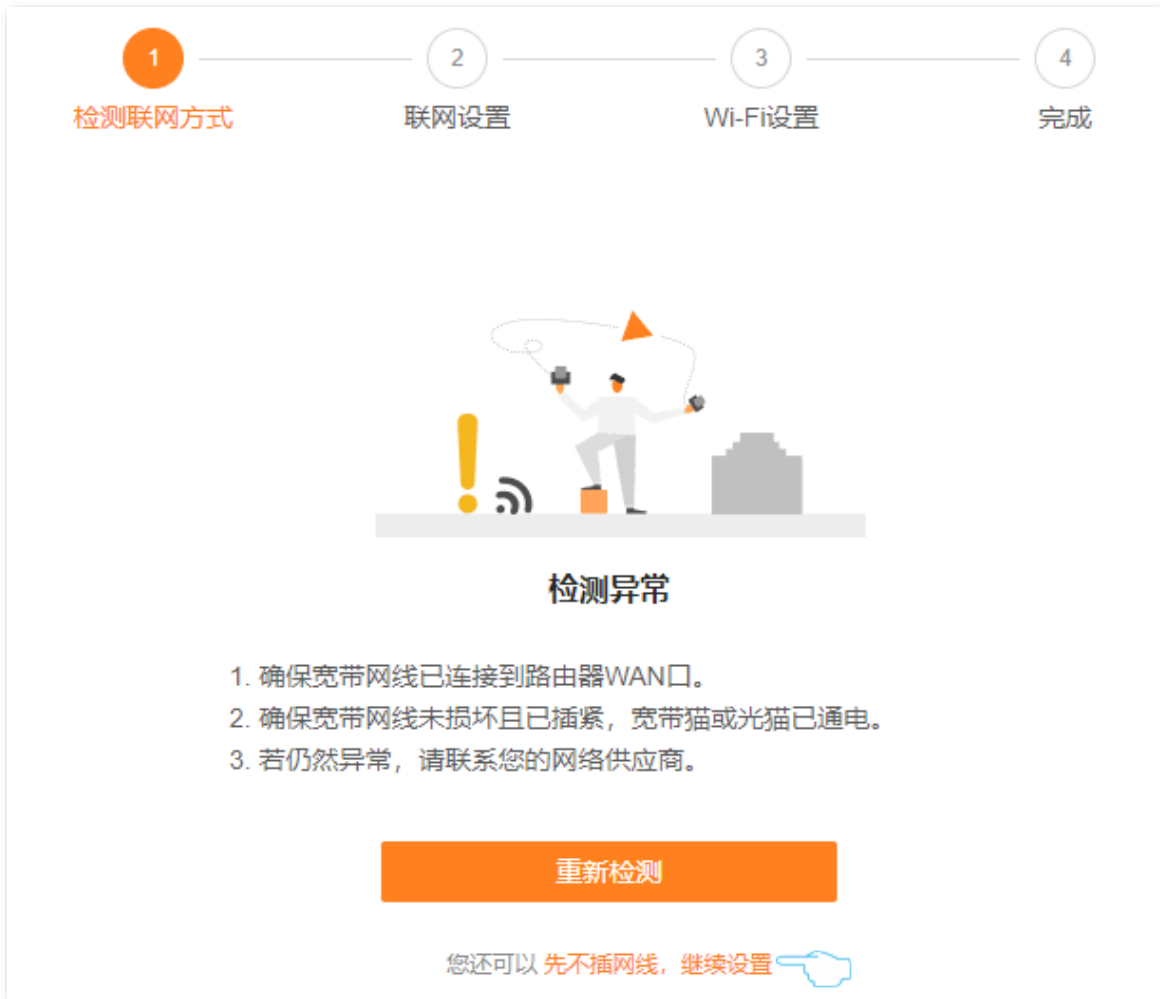 1
2
3
4
检测联网方式
联网设置
Wi-Fi设置
完成
检测异常
1. 确保宽带网线已连接到路由器WAN口。
2. 确保宽带网线未损坏且已插紧，宽带猫或光猫已通电。
3. 若仍然异常，请联系您的网络供应商。
重新检测
您还可以 先不插网线，继续设置